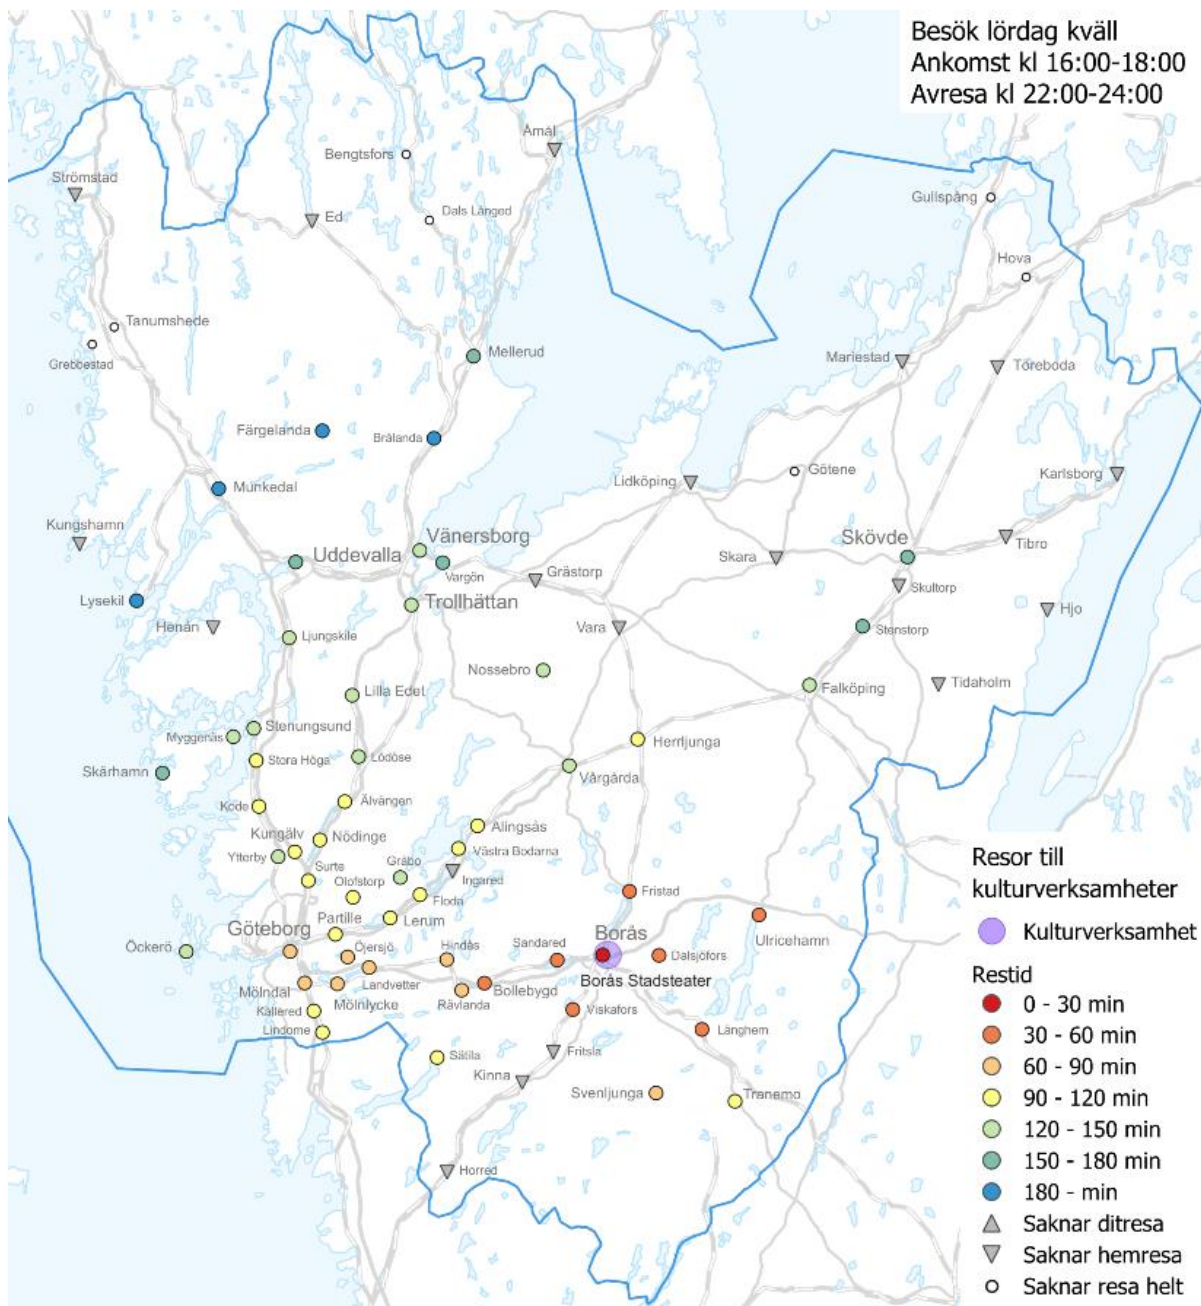 Besök lördag kväll
Ankomst kl 16:00-18:00
Avresa kl 22:00-24:00
Åmål
Bengtsfors
Strömstad
Gullspång
Ed
Dals Långed
Hova
Tanumshede
Grebbestad
Mellerud
Mariestad
Töreboda
Färgelanda
Brålanda
Götene
Karlsborg
Lidköping
Munkedal
Kungshamn
Vänersborg
Skövde
Tibro
Uddevalla
Skara
Vargön
Grästorp
Skultorp
Lysekil
Trollhättan
Hjo
Henån
Vara
Stenstorp
Ljungskile
Nossebro
Tidaholm
Lilla Edet
Falköping
Stenungsund
Myggenäs
Herrljunga
Stora Höga
Lödöse
Skärhamn
Vårgårda
Kode
Älvängen
Alingsås
Kungälv
Nödinge
Västra Bodarna
Ytterby
Surte
Gråbo
Ingared
Olofstorp
Fristad
Floda
Partille
Lerum
Göteborg
Ulricehamn
Öckerö
Öjersjö
Hindås
Sandared
Borås
Dalsjöfors
Landvetter
Borås Stadsteater
Mölndal
Mölnlycke
Rävlanda
Bollebygd
Viskafors
Kållered
Lindome
Länghem
Sätila
Fritsla
Kinna
Svenljunga
Tranemo
Horred
Resor till
kulturverksamheter
Kulturverksamhet
Restid
0 - 30 min
30 - 60 min
60 - 90 min
90 - 120 min
120 - 150 min
150 - 180 min
180 - min
Saknar ditresa
Saknar hemresa
Saknar resa helt